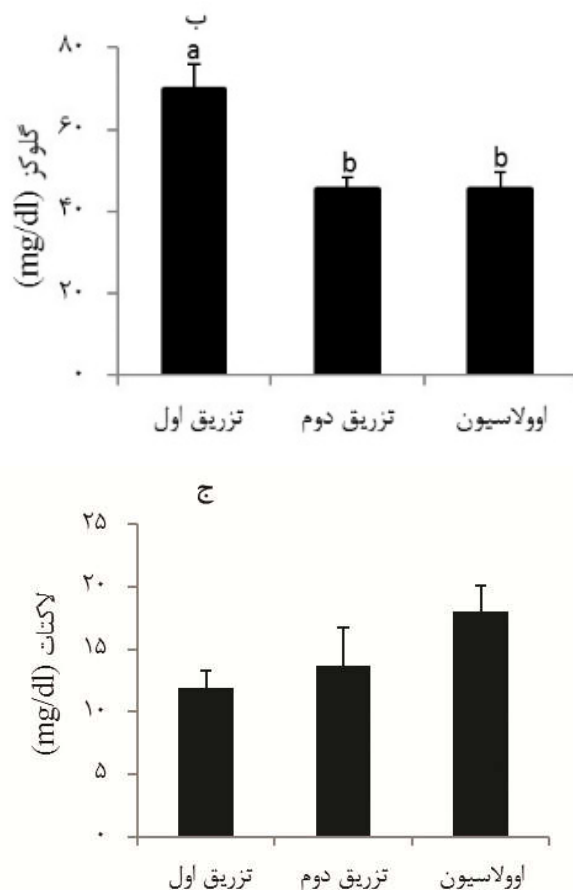 ب
گلوکز (mg/dl)
۸۰
۶۰
۴۰
۲۰
۰
a
b
b
تزریق اول
تزریق دوم
اوولاسیون
ج
لاکتات (mg/dl)
۲۵
۲۰
۱۵
۱۰
۵
۰
تزریق اول
تزریق دوم
اوولاسیون